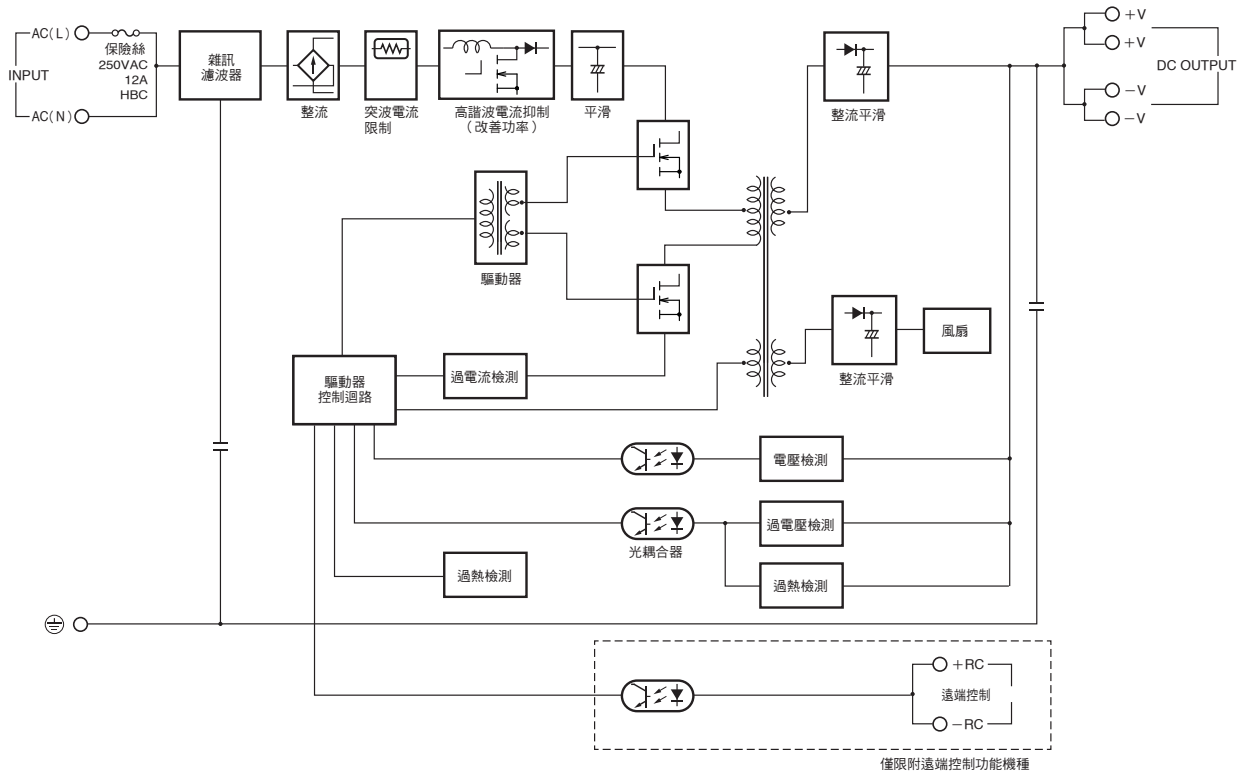 AC(L)
保險絲
250VAC
12A
HBC
INPUT
AC(N)
雜訊
濾波器
整流
突波電流
限制
高諧波電流抑制
（改善功率）
平滑
整流平滑
+V
+V
DC OUTPUT
−V
−V
驅動器
整流平滑
風扇
驅動器
控制迴路
過電流檢測
電壓檢測
過電壓檢測
光耦合器
過熱檢測
過熱檢測
+RC
遠端控制
−RC
僅限附遠端控制功能機種